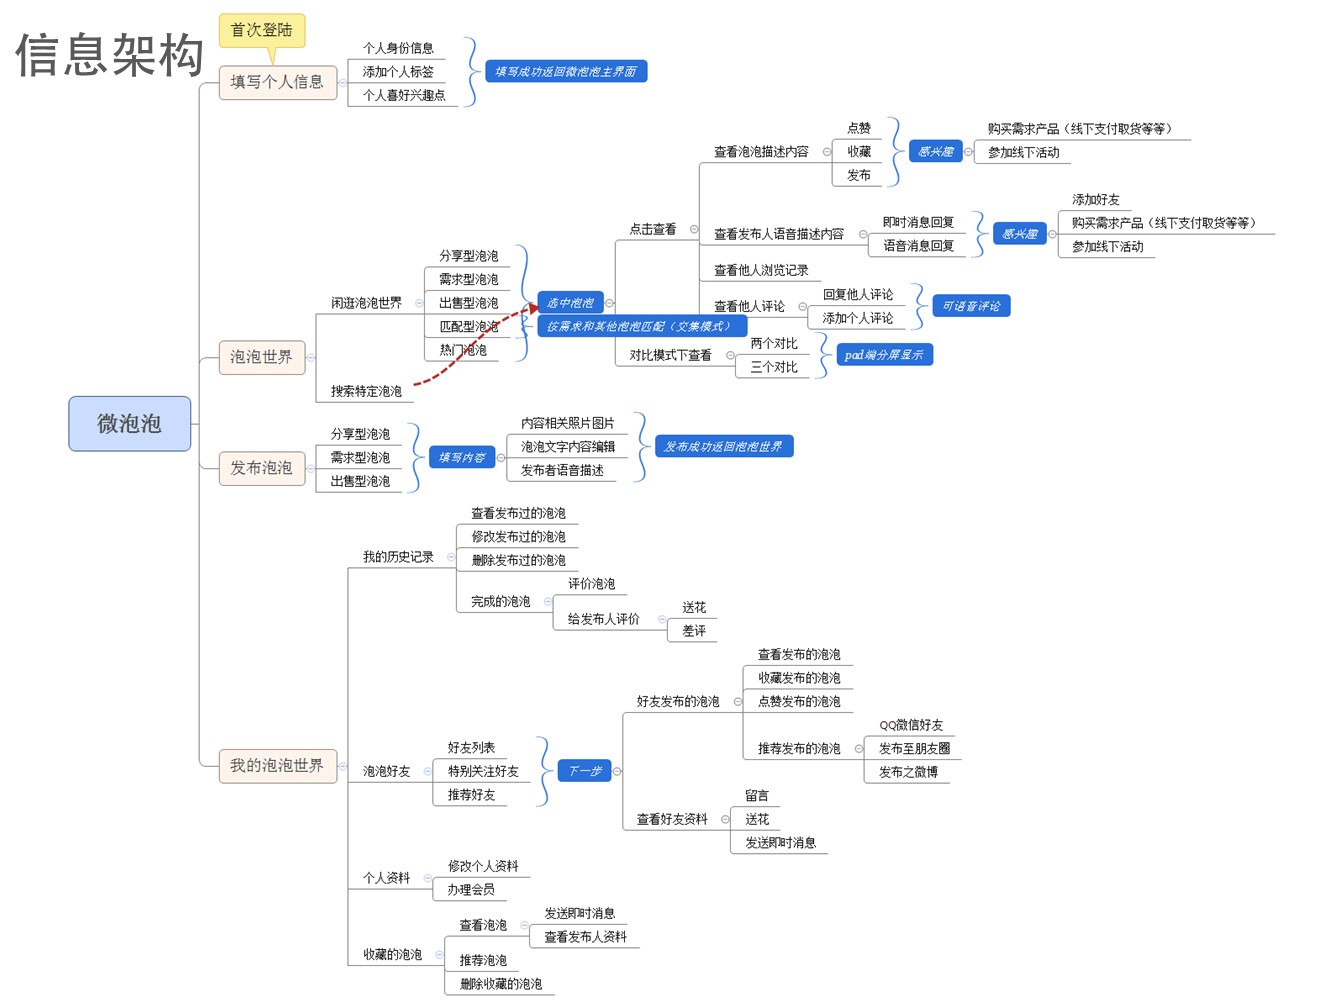 信息架构
首次登陆
填写个人信息
个人身份信息
添加个人标签
个人喜好兴趣点
填写成功返回微泡泡主界面
微泡泡
泡泡世界
闲逛泡泡世界
分享型泡泡
需求型泡泡
出售型泡泡
匹配型泡泡
热门泡泡
搜索特定泡泡
选中泡泡
按需求和其他泡泡匹配（交集模式）
点击查看
查看泡泡描述内容
点赞
收藏
发布
感兴趣
购买需求产品（线下支付取货等等）
参加线下活动
查看发布人语音描述内容
即时消息回复
语音消息回复
感兴趣
添加好友
购买需求产品（线下支付取货等等）
参加线下活动
查看他人浏览记录
查看他人评论
回复他人评论
添加个人评论
可语音评论
对比模式下查看
两个对比
三个对比
pad端分屏显示
发布泡泡
分享型泡泡
需求型泡泡
出售型泡泡
填写内容
内容相关照片图片
泡泡文字内容编辑
发布者语音描述
发布成功返回泡泡世界
我的泡泡世界
我的历史记录
查看发布过的泡泡
修改发布过的泡泡
删除发布过的泡泡
完成的泡泡
评价泡泡
给发布人评价
送花
差评
泡泡好友
好友列表
特别关注好友
推荐好友
下一步
好友发布的泡泡
查看发布的泡泡
收藏发布的泡泡
点赞发布的泡泡
推荐发布的泡泡
QQ微信好友
发布至朋友圈
发布之微博
查看好友资料
留言
送花
发送即时消息
个人资料
修改个人资料
办理会员
收藏的泡泡
查看泡泡
发送即时消息
查看发布人资料
推荐泡泡
删除收藏的泡泡